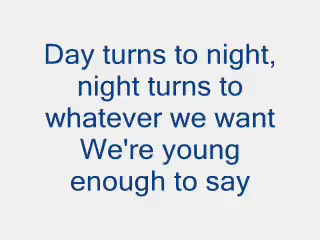 Day turns to night,
night turns to
whatever we want
We're young
enough to say